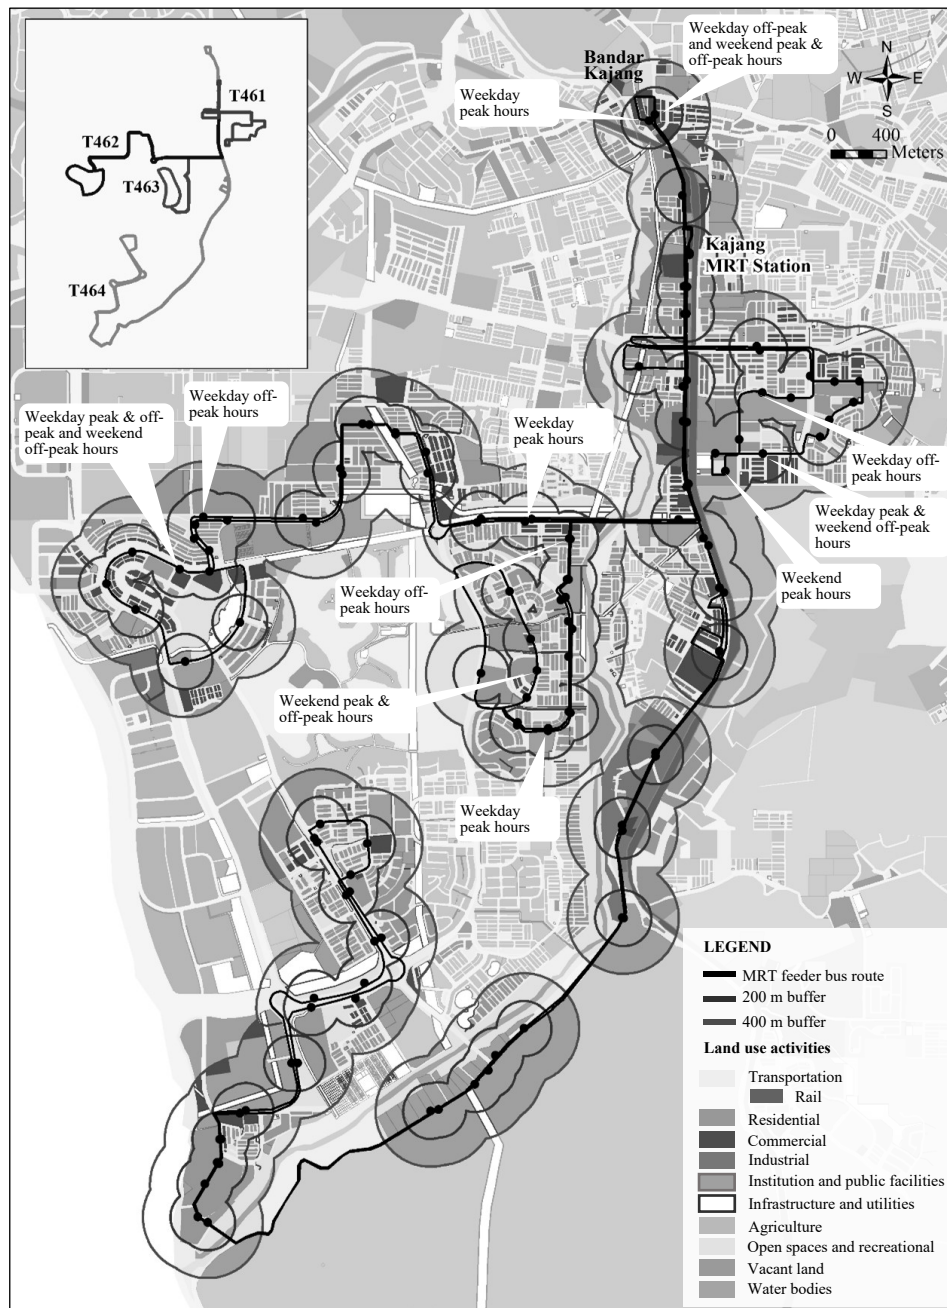 Bandar
Kajang
Weekday off-peak
and weekend peak &
off-peak hours
Weekday
peak hours
N
W E
S
0 400
Meters
T461
T462
T463
T464
Kajang
MRT Station
Weekday peak & off-
peak and weekend
off-peak hours
Weekday off-
peak hours
Weekday
peak hours
Weekday off-
peak hours
Weekday peak
& weekend off-peak
hours
Weekend
peak hours
Weekday off-
peak hours
Weekend peak &
off-peak hours
Weekday
peak hours
LEGEND
MRT feeder bus route
200 m buffer
400 m buffer
Land use activities
Transportation
Rail
Residential
Commercial
Industrial
Institution and public facilities
Infrastructure and utilities
Agriculture
Open spaces and recreational
Vacant land
Water bodies